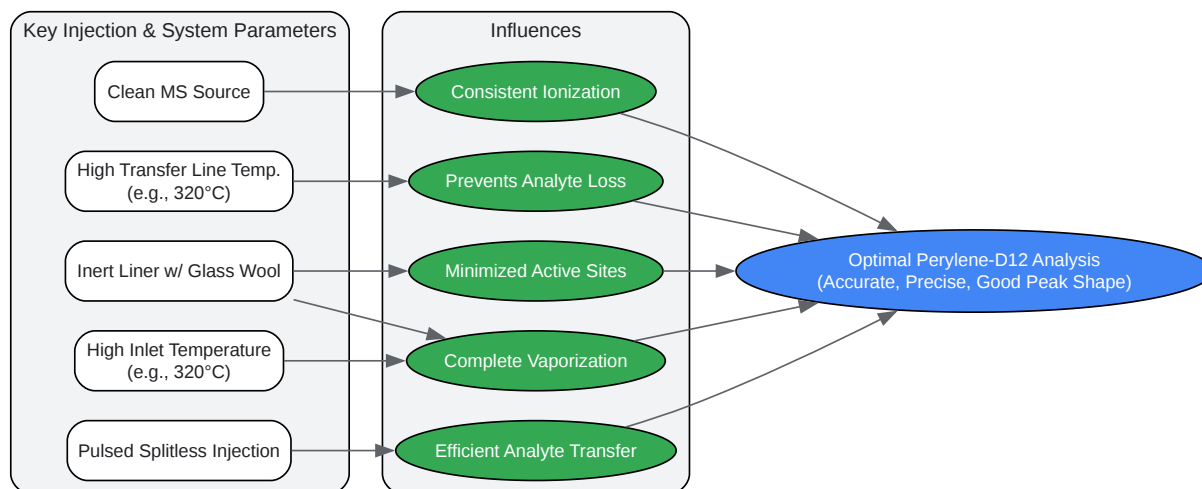 Key Injection & System Parameters
Influences
Clean MS Source
Consistent Ionization
High Transfer Line Temp.
(e.g., 320°C)
Prevents Analyte Loss
Inert Liner w/ Glass Wool
Minimized Active Sites
Optimal Perylene-D12 Analysis
(Accurate, Precise, Good Peak Shape)
High Inlet Temperature
(e.g., 320°C)
Complete Vaporization
Pulsed Splitless Injection
Efficient Analyte Transfer